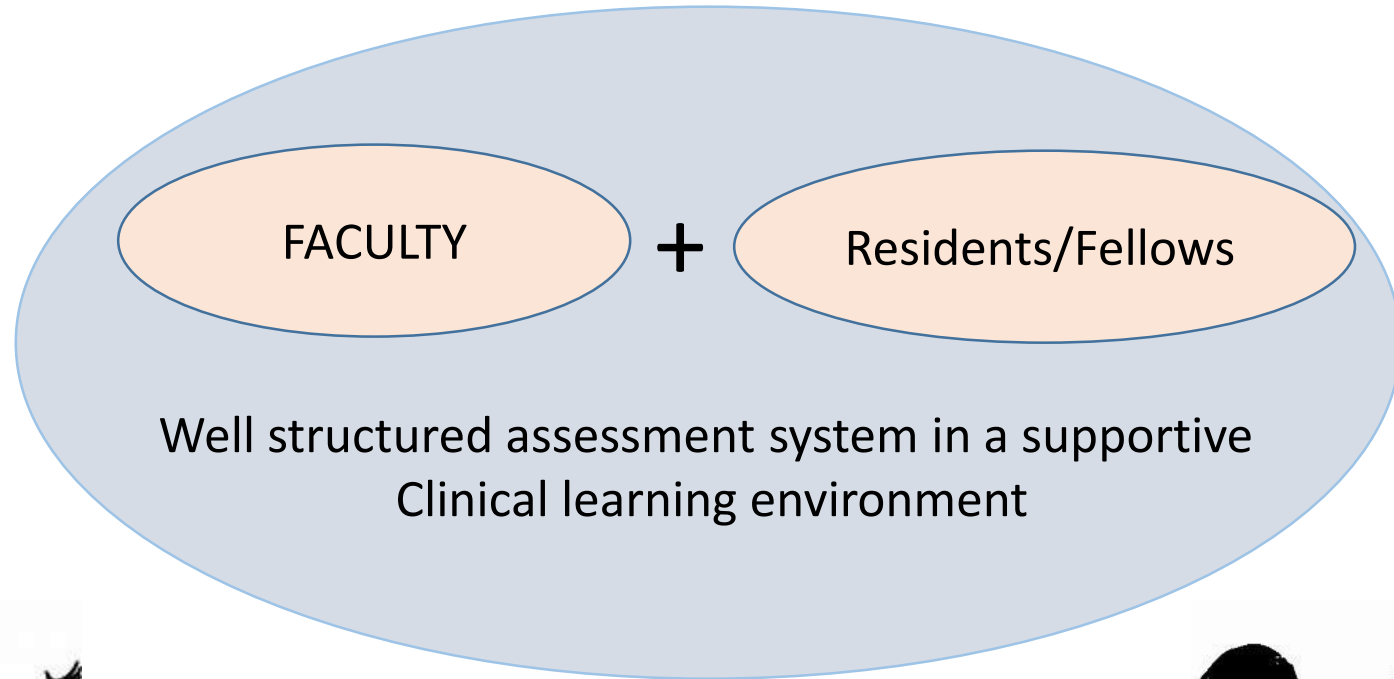 FACULTY + Residents/Fellows
Well structured assessment system in a supportive
Clinical learning environment